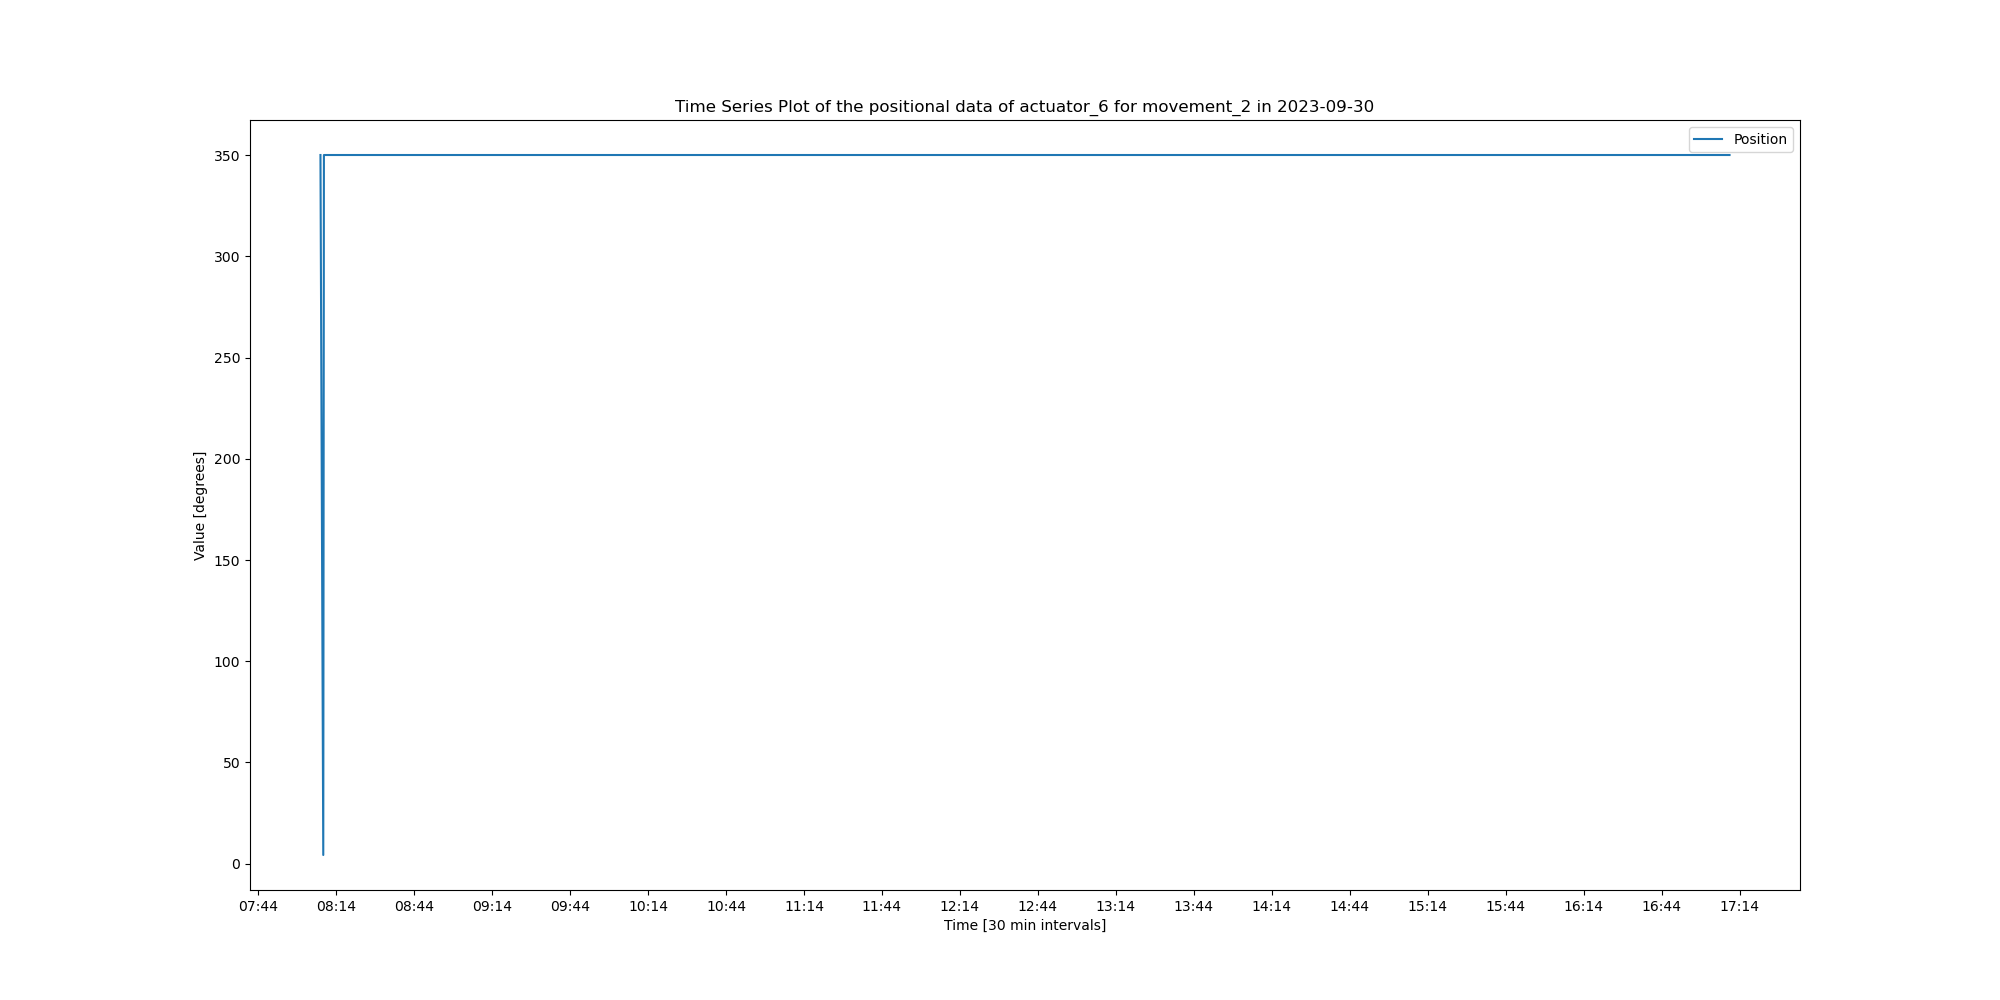 Time Series Plot of the positional data of actuator_6 for movement_2 in 2023-09-30
Position
350
300
250
200
150
100
50
0
Value [degrees]
07:44 08:14 08:44 09:14 09:44 10:14 10:44 11:14 11:44 12:14 12:44 13:14 13:44 14:14 14:44 15:14 15:44 16:14 16:44 17:14
Time [30 min intervals]